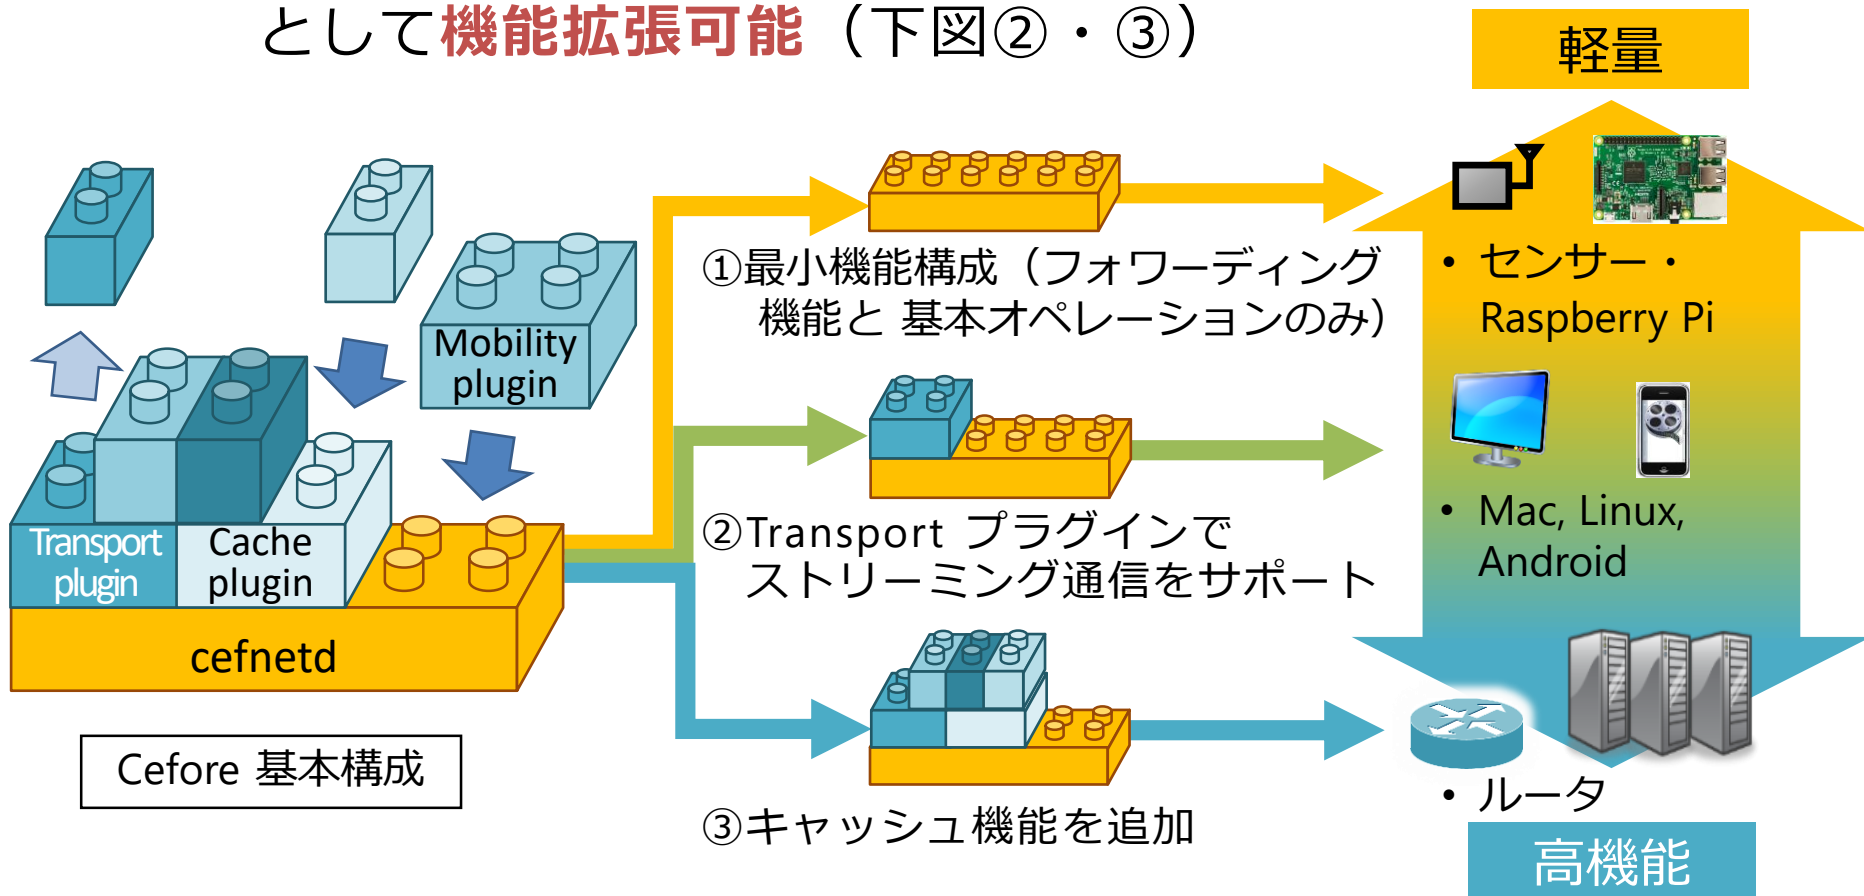 として機能拡張可能（下図②・③）
軽量
Mobility
plugin
Transport
plugin
Cache
plugin
cefnetd
Cefore 基本構成
①最小機能構成（フォワーディング
機能と 基本オペレーションのみ）
②Transport プラグインで
ストリーミング通信をサポート
③キャッシュ機能を追加
• センサー・
Raspberry Pi
• Mac, Linux,
Android
• ルータ
高機能